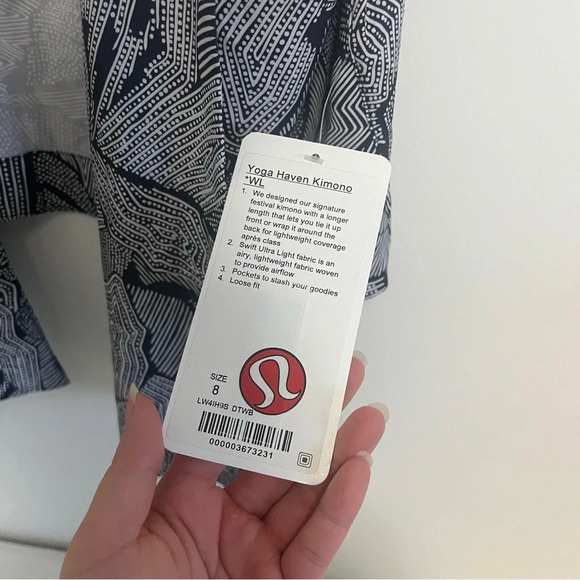 Yoga Haven Kimono
*WL
1. We designed our signature
festival kimono with a longer
length that lets you tie it up
front or wrap it around the
back for lightweight coverage
après class
2. Swift Ultra Light fabric is an
airy, lightweight fabric woven
to provide airflow
3. Pockets to stash your goodies
4. Loose fit
SIZE
8
LW4IH9S DTWB
000003673231